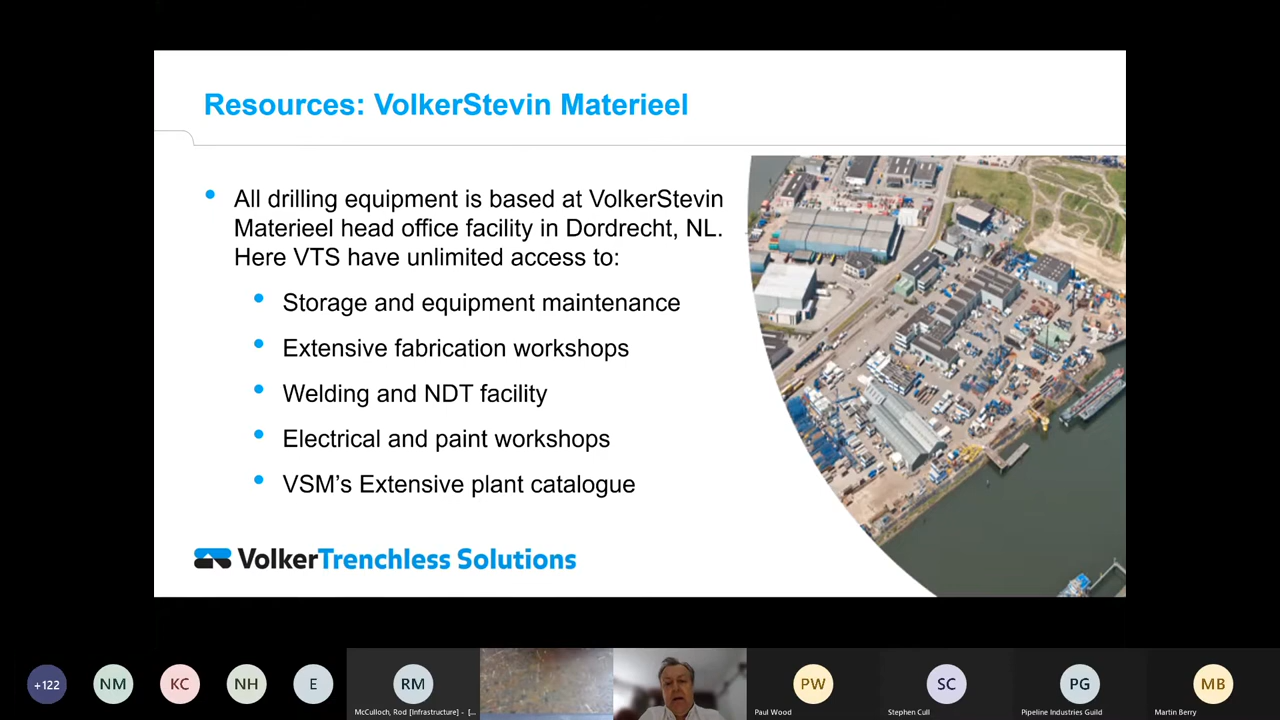 Resources: VolkerStevin Materieel
All drilling equipment is based at VolkerStevin
Materieel head office facility in Dordrecht, NL.
Here VTS have unlimited access to:
Storage and equipment maintenance
Extensive fabrication workshops
Welding and NDT facility
Electrical and paint workshops
VSM’s Extensive plant catalogue
VolkerTrenchless Solutions
+122
NM
KC
NH
E
RM
PW
SC
PG
MB
McCulloch, Rod [Infrastructure] - [...
Paul Wood
Stephen Cull
Pipeline Industries Guild
Martin Berry